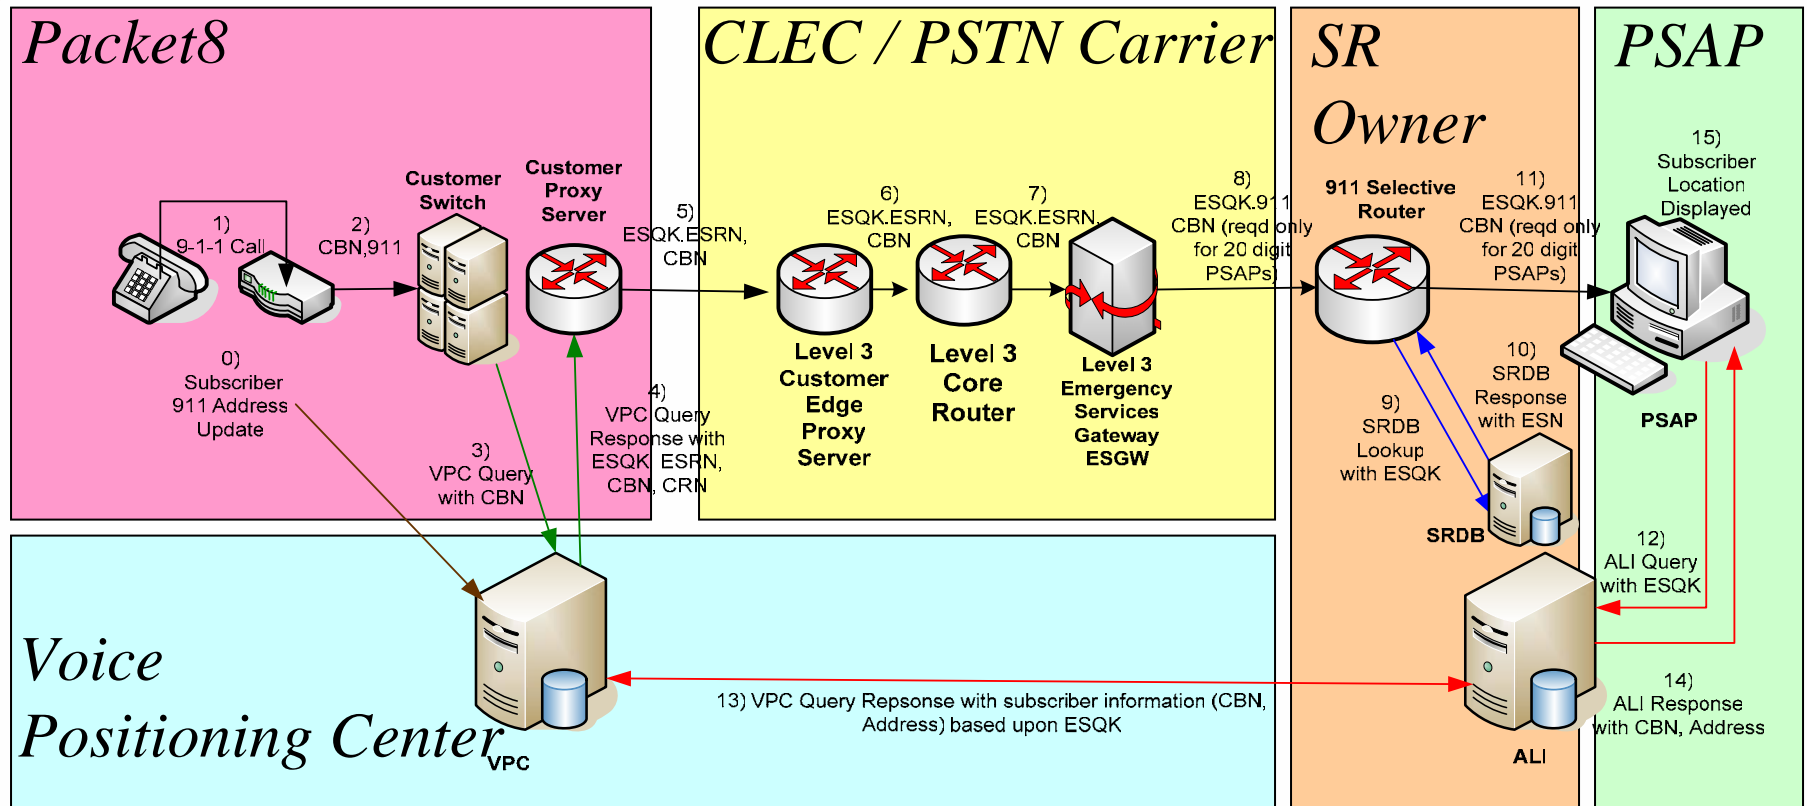 Packet8
CLEC / PSTN Carrier
SR
Owner
PSAP
1)
9-1-1 Call
2)
CBN,911
Customer
Switch
Customer
Proxy
Server
5)
ESQK.ESRN,
CBN
6)
ESQK.ESRN,
CBN
7)
ESQK.ESRN,
CBN
8)
ESQK.911
CBN (reqd only
for 20 digit
PSAPs)
911 Selective
Router
11)
ESQK.911
CBN (reqd only
for 20 digit
PSAPs)
15)
Subscriber
Location
Displayed
0)
Subscriber
911 Address
Update
3)
VPC Query
with CBN
4)
VPC Query
Response with
ESQK, ESRN,
CBN, CRN
Level 3
Customer
Edge
Proxy
Server
Level 3
Core
Router
Level 3
Emergency
Services
Gateway
ESGW
9)
SRDB
Lookup
with ESQK
10)
SRDB
Response
with ESN
PSAP
SRDB
12)
ALI Query
with ESQK
Voice
Positioning Center
VPC
13) VPC Query Repsonse with subscriber information (CBN,
Address) based upon ESQK
ALI
14)
ALI Response
with CBN, Address